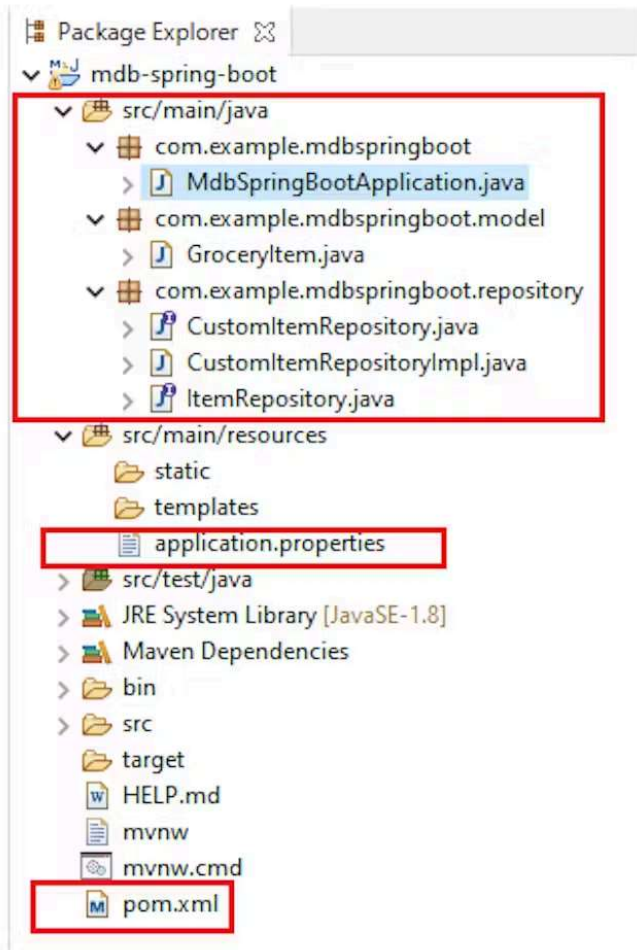 Package Explorer
mdb-spring-boot
src/main/java
com.example.mdbspringboot
MdbSpringBootApplication.java
com.example.mdbspringboot.model
GroceryItem.java
com.example.mdbspringboot.repository
CustomItemRepository.java
CustomItemRepositoryImpl.java
ItemRepository.java
src/main/resources
static
templates
application.properties
src/test/java
JRE System Library [JavaSE-1.8]
Maven Dependencies
bin
src
target
HELP.md
mvnw
mvnw.cmd
pom.xml